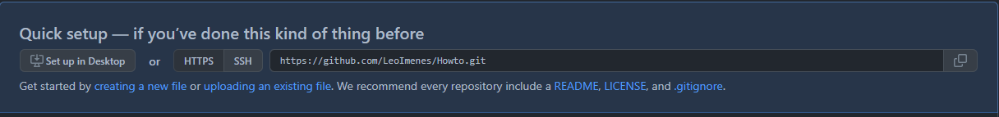 Quick setup — if you’ve done this kind of thing before
Set up in Desktop or HTTPS SSH https://github.com/LeoImenes/Howto.git
Get started by creating a new file or uploading an existing file. We recommend every repository include a README, LICENSE, and .gitignore.